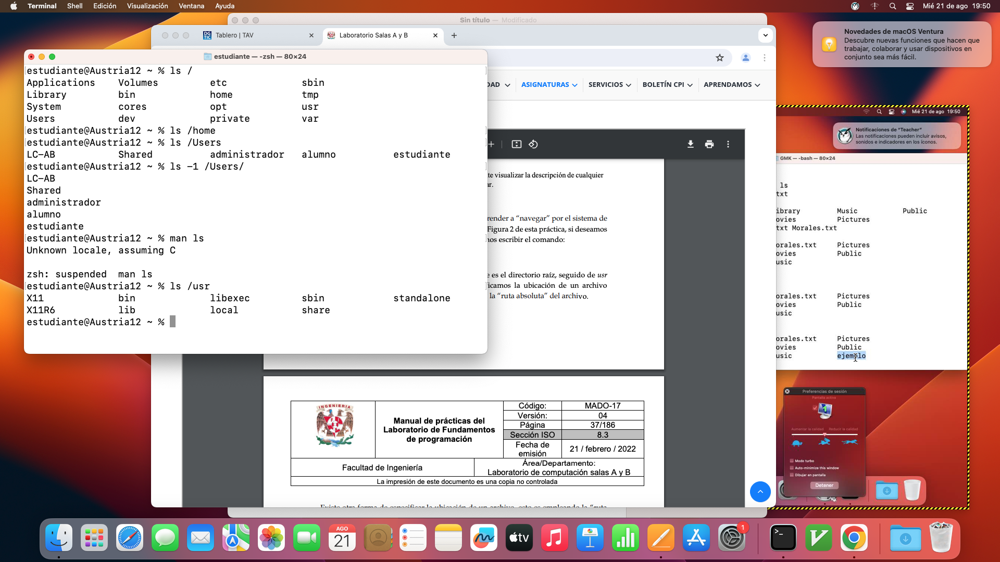 Terminal Shell Edición Visualización Ventana Ayuda
Mié 21 de ago 19:50
Sin título — Modificado
Novedades de macOS Ventura
Descubre nuevas funciones que hacen que
trabajar, colaborar y usar dispositivos en
conjunto sea más fácil.
DGTIC
Tablero | TAV
Laboratorio Salas A y B
DAD ASIGNATURAS SERVICIOS BOLETÍN CPI APRENDAMOS
estudiante — -zsh — 80×24
estudiante@Austria12 ~ % ls /
Applications Volumes etc sbin
Library bin home tmp
System cores opt usr
Users dev private var
estudiante@Austria12 ~ % ls /home
estudiante@Austria12 ~ % ls /Users
LC-AB Shared administrador alumno estudiante
estudiante@Austria12 ~ % ls -1 /Users/
LC-AB
Shared
administrador
alumno
estudiante
estudiante@Austria12 ~ % man ls
Unknown locale, assuming C
zsh: suspended man ls
estudiante@Austria12 ~ % ls /usr
X11 bin libexec sbin standalone
X11R6 lib local share
estudiante@Austria12 ~ %
te visualizar la descripción de cualquier
ar.
render a “navegar” por el sistema de
Figura 2 de esta práctica, si deseamos
nos escribir el comando:
e es el directorio raíz, seguido de usr
ficamos la ubicación de un archivo
la “ruta absoluta” del archivo.
INGENIERIA
Manual de prácticas del
Laboratorio de Fundamentos
de programación
Código: MADO-17
Versión: 04
Página 37/186
Sección ISO 8.3
Fecha de
emisión
21 / febrero / 2022
Facultad de Ingeniería
Área/Departamento:
Laboratorio de computación salas A y B
La impresión de este documento es una copia no controlada
Existe otra forma de especificar la ubicación de un archivo, esto es empleando la “ruta
Mié 21 de ago 19:50
Notificaciones de “Teacher”
Las notificaciones pueden incluir avisos,
sonidos e indicadores en los íconos.
GMK — -bash — 80×24
ls
txt
ibrary Music Public
ovies Pictures
txt Morales.txt
orales.txt Pictures
ovies Public
usic
orales.txt Pictures
ovies Public
usic
orales.txt Pictures
ovies Public
usic ejemplo
Preferencias de sesión
Pantalla activa
1
Aumentar la calidad Reducir la calidad
Modo turbo
Auto-minimize this window
Dibujar en pantalla
Detener
AGO
21
tv
1